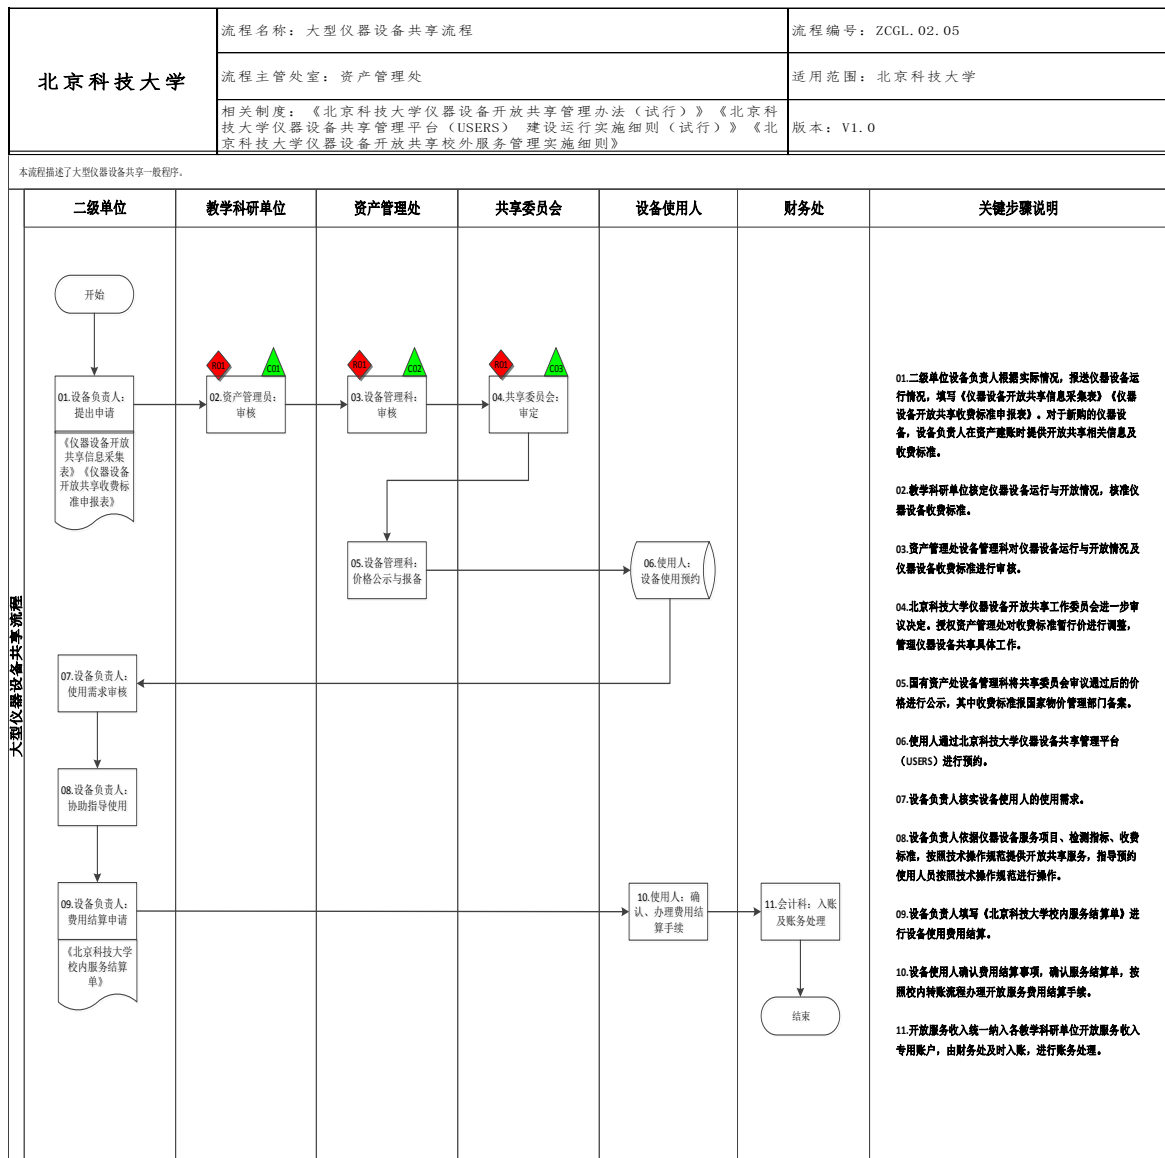 北京科技大学
流程名称：大型仪器设备共享流程
流程编号：ZCGL.02.05
流程主管处室：资产管理处
适用范围：北京科技大学
相关制度：《北京科技大学仪器设备开放共享管理办法（试行）》《北京科
技大学仪器设备共享管理平台（USERS） 建设运行实施细则（试行）》《北
京科技大学仪器设备开放共享校外服务管理实施细则》
版本：V1.0
本流程描述了大型仪器设备共享一般程序。
大型仪器设备共享流程
二级单位
教学科研单位
资产管理处
共享委员会
设备使用人
财务处
关键步骤说明
开始
01.设备负责人：
提出申请
《仪器设备开放
共享信息采集
表》《仪器设备
开放共享收费标
准申报表》
R01
C01
02.资产管理员：
审核
R01
C02
03.设备管理科：
审核
R01
C03
04.共享委员会：
审定
05.设备管理科：
价格公示与报备
06.使用人：
设备使用预约
07.设备负责人：
使用需求审核
08.设备负责人：
协助指导使用
09.设备负责人：
费用结算申请
《北京科技大学
校内服务结算
单》
10.使用人：确
认、办理费用结
算手续
11.会计科：入账
及账务处理
结束
01.二级单位设备负责人根据实际情况，报送仪器设备运
行情况，填写《仪器设备开放共享信息采集表》《仪器
设备开放共享收费标准申报表》。对于新购的仪器设
备，设备负责人在资产建账时提供开放共享相关信息及
收费标准。
02.教学科研单位核定仪器设备运行与开放情况，核准仪
器设备收费标准。
03.资产管理处设备管理科对仪器设备运行与开放情况及
仪器设备收费标准进行审核。
04.北京科技大学仪器设备开放共享工作委员会进一步审
议决定。授权资产管理处对收费标准暂行价进行调整，
管理仪器设备共享具体工作。
05.国有资产处设备管理科将共享委员会审议通过后的价
格进行公示，其中收费标准报国家物价管理部门备案。
06.使用人通过北京科技大学仪器设备共享管理平台
（USERS）进行预约。
07.设备负责人核实设备使用人的使用需求。
08.设备负责人依据仪器设备服务项目、检测指标、收费
标准，按照技术操作规范提供开放共享服务，指导预约
使用人员按照技术操作规范进行操作。
09.设备负责人填写《北京科技大学校内服务结算单》进
行设备使用费用结算。
10.设备使用人确认费用结算事项，确认服务结算单，按
照校内转账流程办理开放服务费用结算手续。
11.开放服务收入统一纳入各教学科研单位开放服务收入
专用账户，由财务处及时入账，进行账务处理。